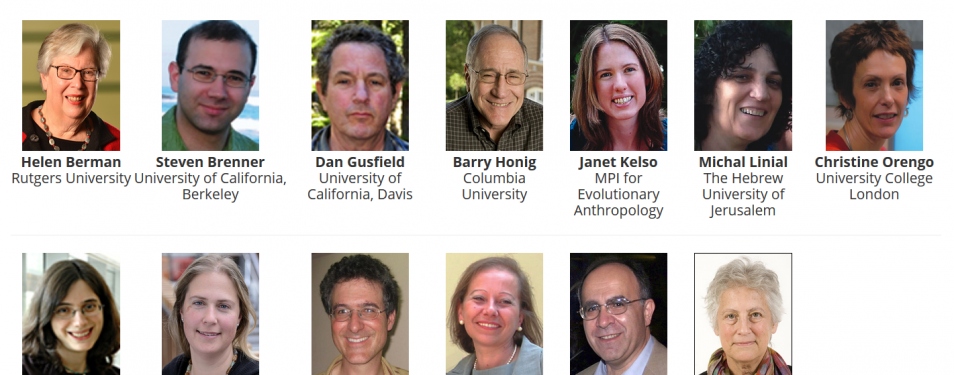 Helen Berman
Rutgers University
Steven Brenner
University of California,
Berkeley
Dan Gusfield
University of
California, Davis
Barry Honig
Columbia
University
Janet Kelso
MPI for
Evolutionary
Anthropology
Michal Linial
The Hebrew
University of
Jerusalem
Christine Orengo
University College
London